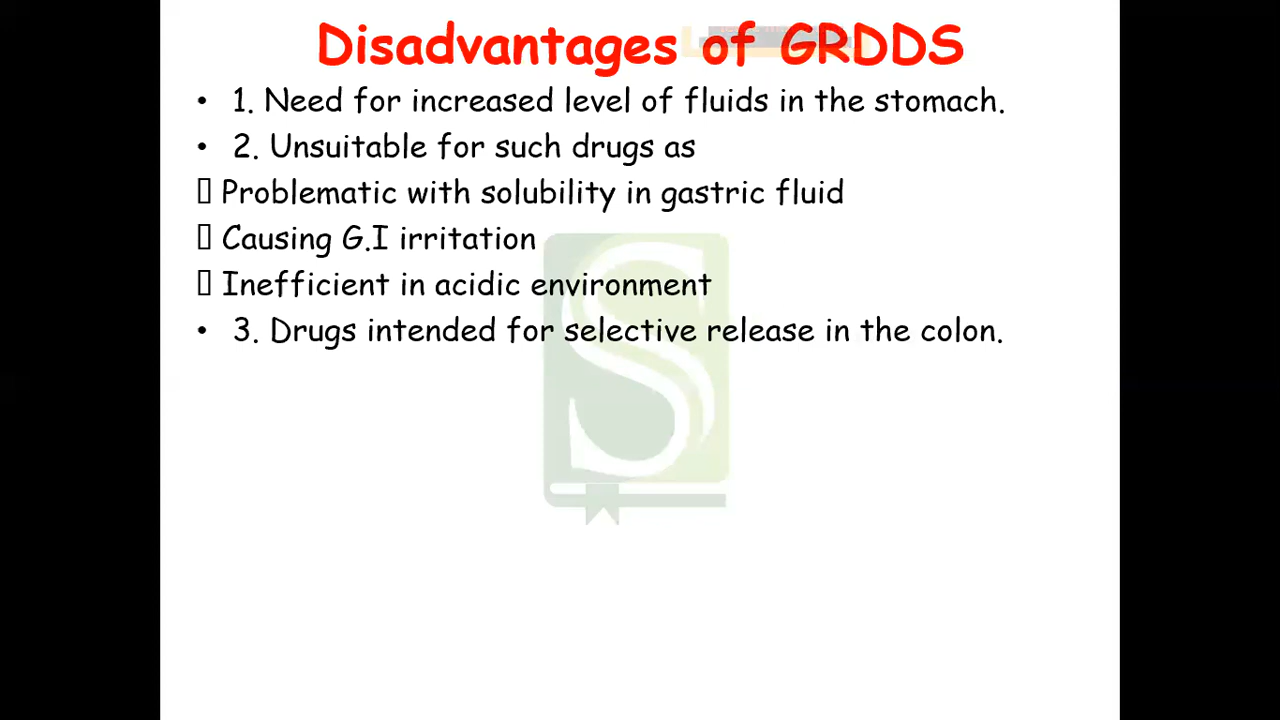 Disadvantages of GRDDS
• 1. Need for increased level of fluids in the stomach.
• 2. Unsuitable for such drugs as
▯ Problematic with solubility in gastric fluid
▯ Causing G.I irritation
▯ Inefficient in acidic environment
• 3. Drugs intended for selective release in the colon.
S